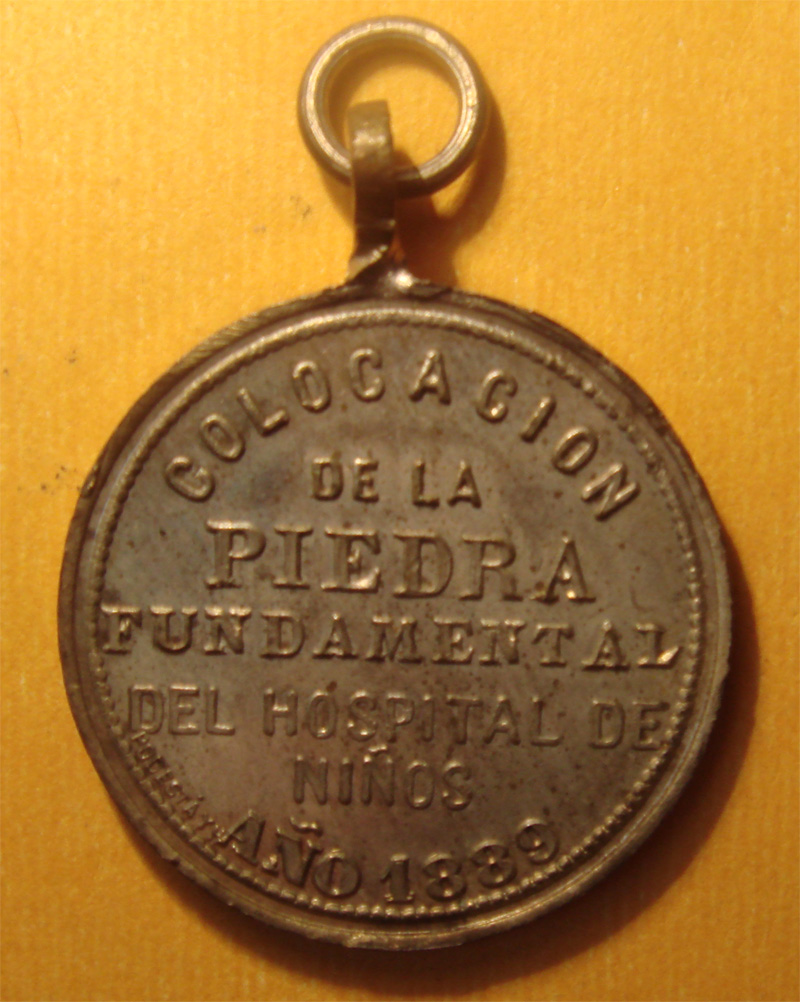 COLOCACION
DE LA
PIEDRA
FUNDAMENTAL
DEL HOSPITAL DE
NIÑOS
AÑO 1889